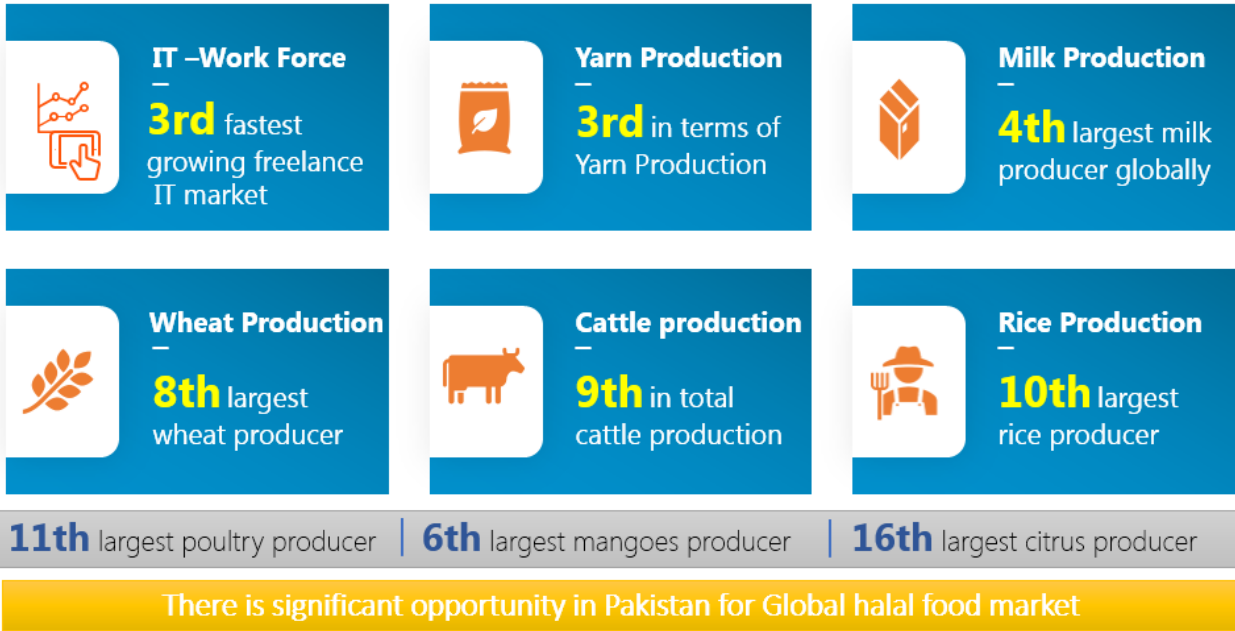 IT –Work Force
3rd fastest
growing freelance
IT market
Yarn Production
3rd in terms of
Yarn Production
Milk Production
4th largest milk
producer globally
Wheat Production
8th largest
wheat producer
Cattle production
9th in total
cattle production
Rice Production
10th largest
rice producer
11th largest poultry producer
6th largest mangoes producer
16th largest citrus producer
There is significant opportunity in Pakistan for Global halal food market